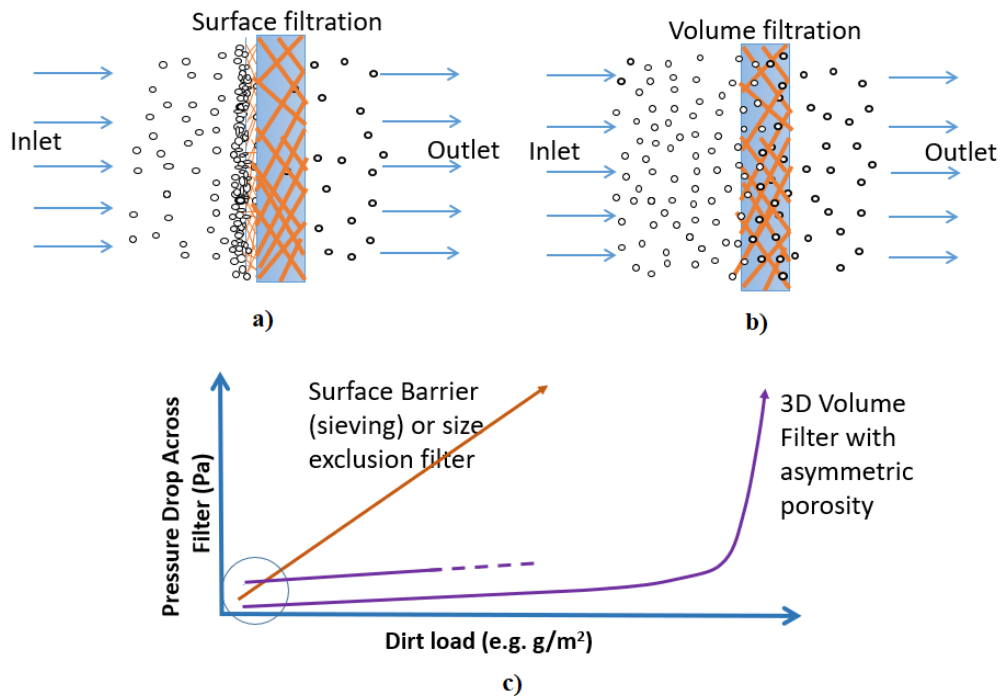 Surface filtration
Volume filtration
Inlet
Outlet
Inlet
Outlet
a)
b)
Pressure Drop Across
Filter (Pa)
Surface Barrier
(sieving) or size
exclusion filter
3D Volume
Filter with
asymmetric
porosity
Dirt load (e.g. g/m²)
c)